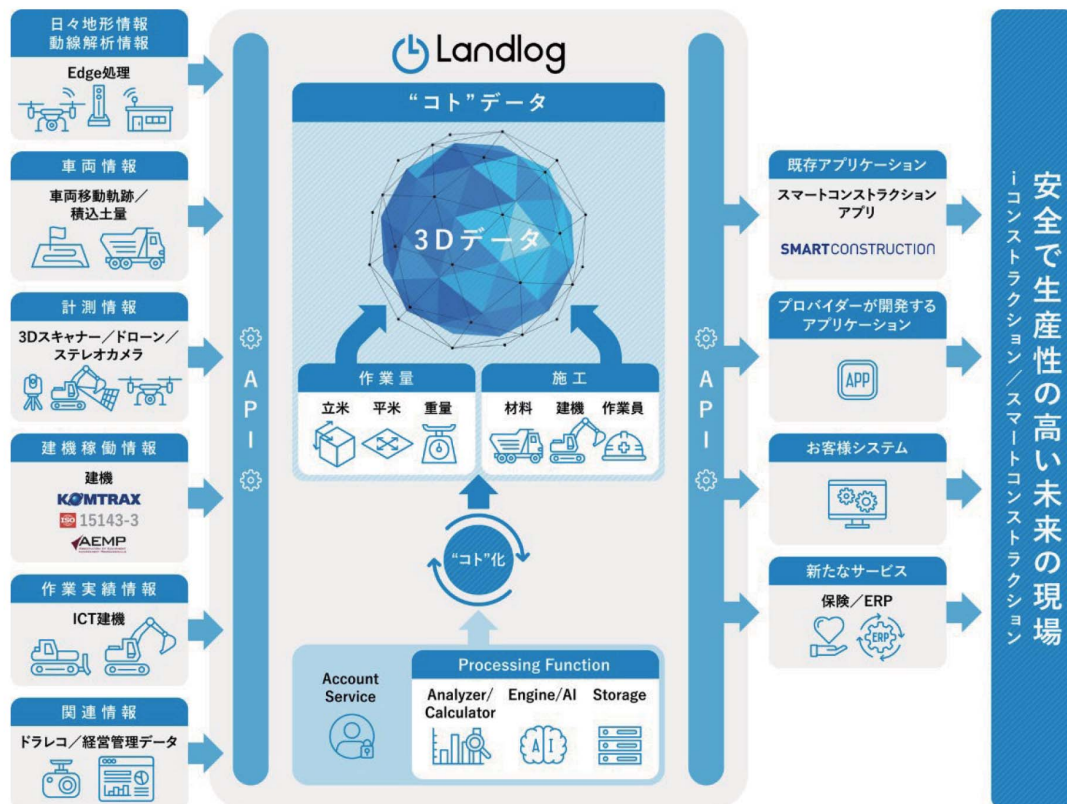 日々地形情報
動線解析情報
Edge処理
車両情報
車両移動軌跡／
積込土量
計測情報
3Dスキャナー／ドローン／
ステレオカメラ
建機稼働情報
建機
KOMTRAX
ISO 15143-3
AEMP
作業実績情報
ICT建機
関連情報
ドラレコ／経営管理データ
API
Landlog
“コト”データ
3Dデータ
作業量
立米
平米
重量
施工
材料
建機
作業員
“コト”化
Account
Service
Processing Function
Analyzer/
Calculator
Engine/AI
AI
Storage
API
既存アプリケーション
スマートコンストラクション
アプリ
SMARTCONSTRUCTION
プロバイダーが開発する
アプリケーション
APP
お客様システム
新たなサービス
保険／ERP
ERP
安全で生産性の高い未来の現場
iコンストラクション／スマートコンストラクション